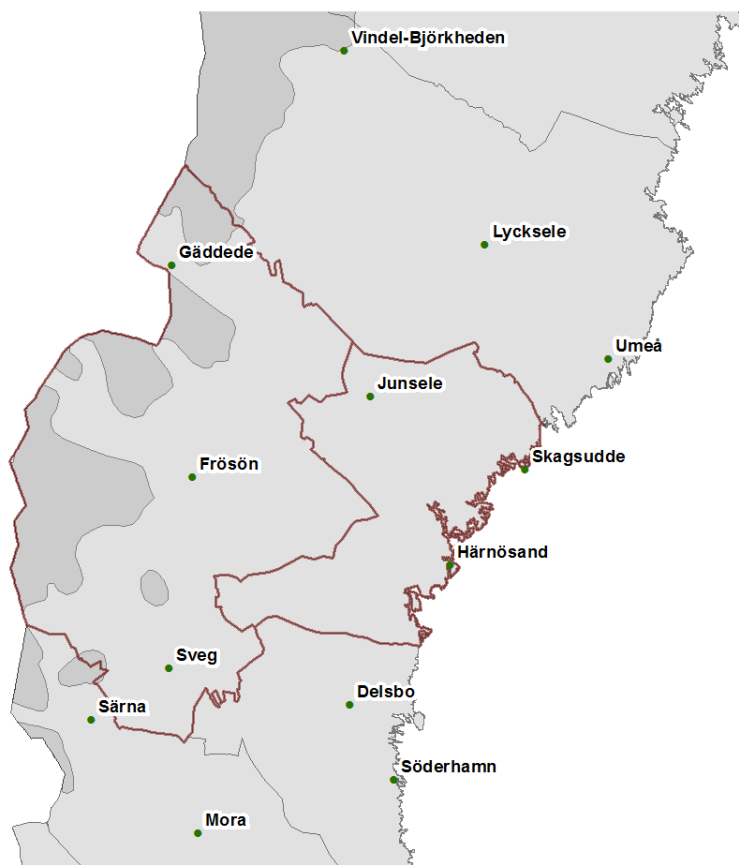 Vindel-Björkheden
Lycksele
Gäddede
Umeå
Junsele
Frösön
Skagsudde
Härnösand
Sveg
Delsbo
Särna
Söderhamn
Mora